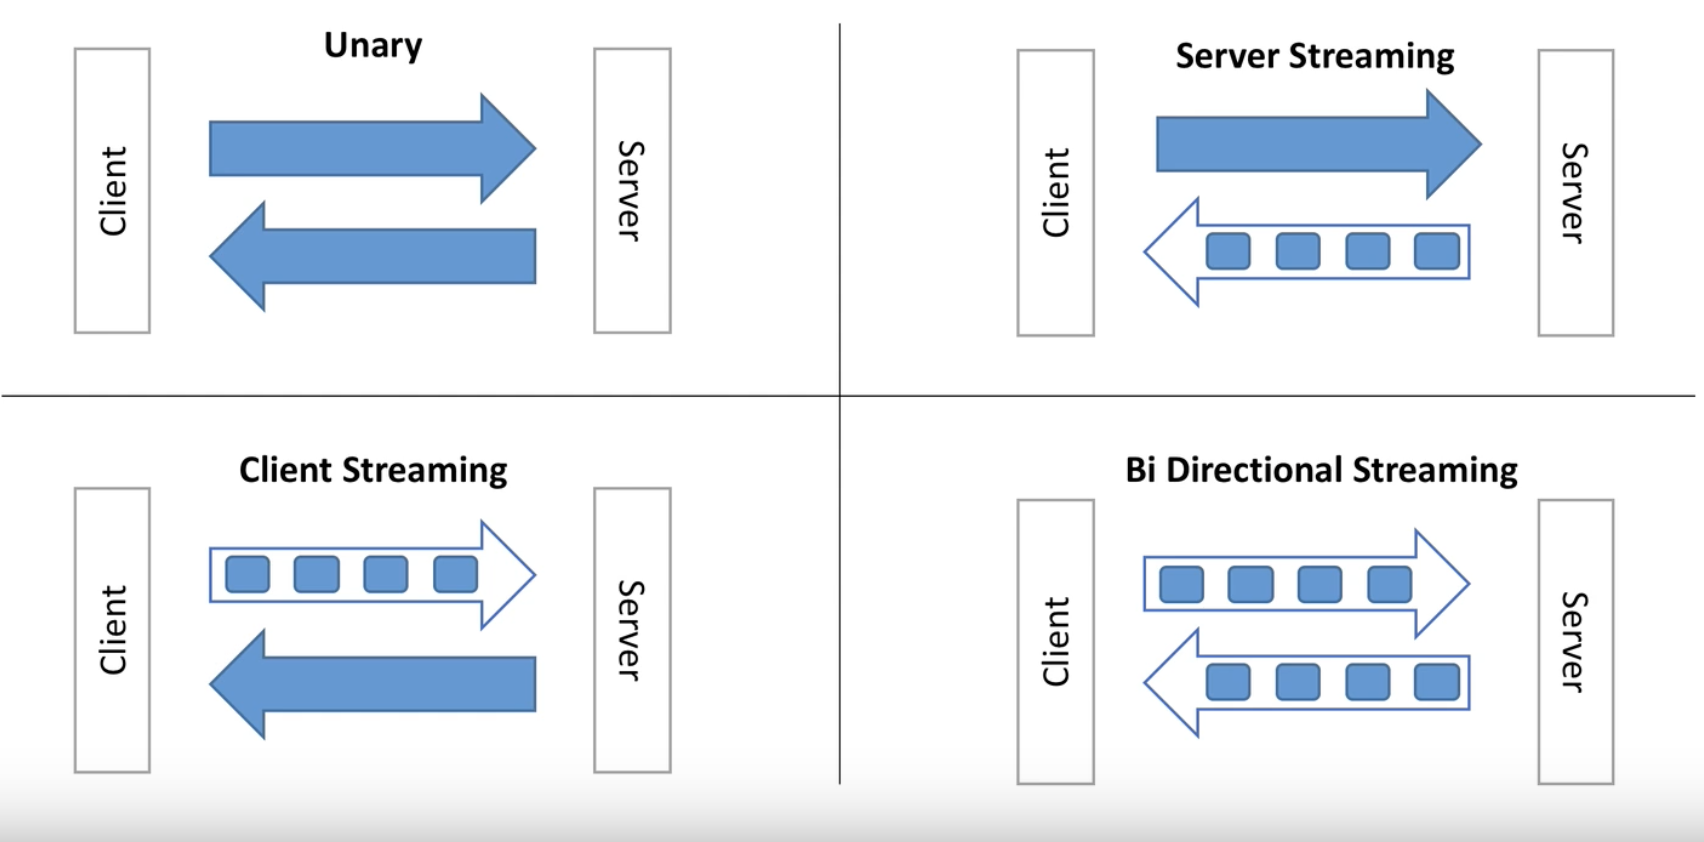 Unary
Client
Server
Server Streaming
Client
Server
Client Streaming
Client
Server
Bi Directional Streaming
Client
Server